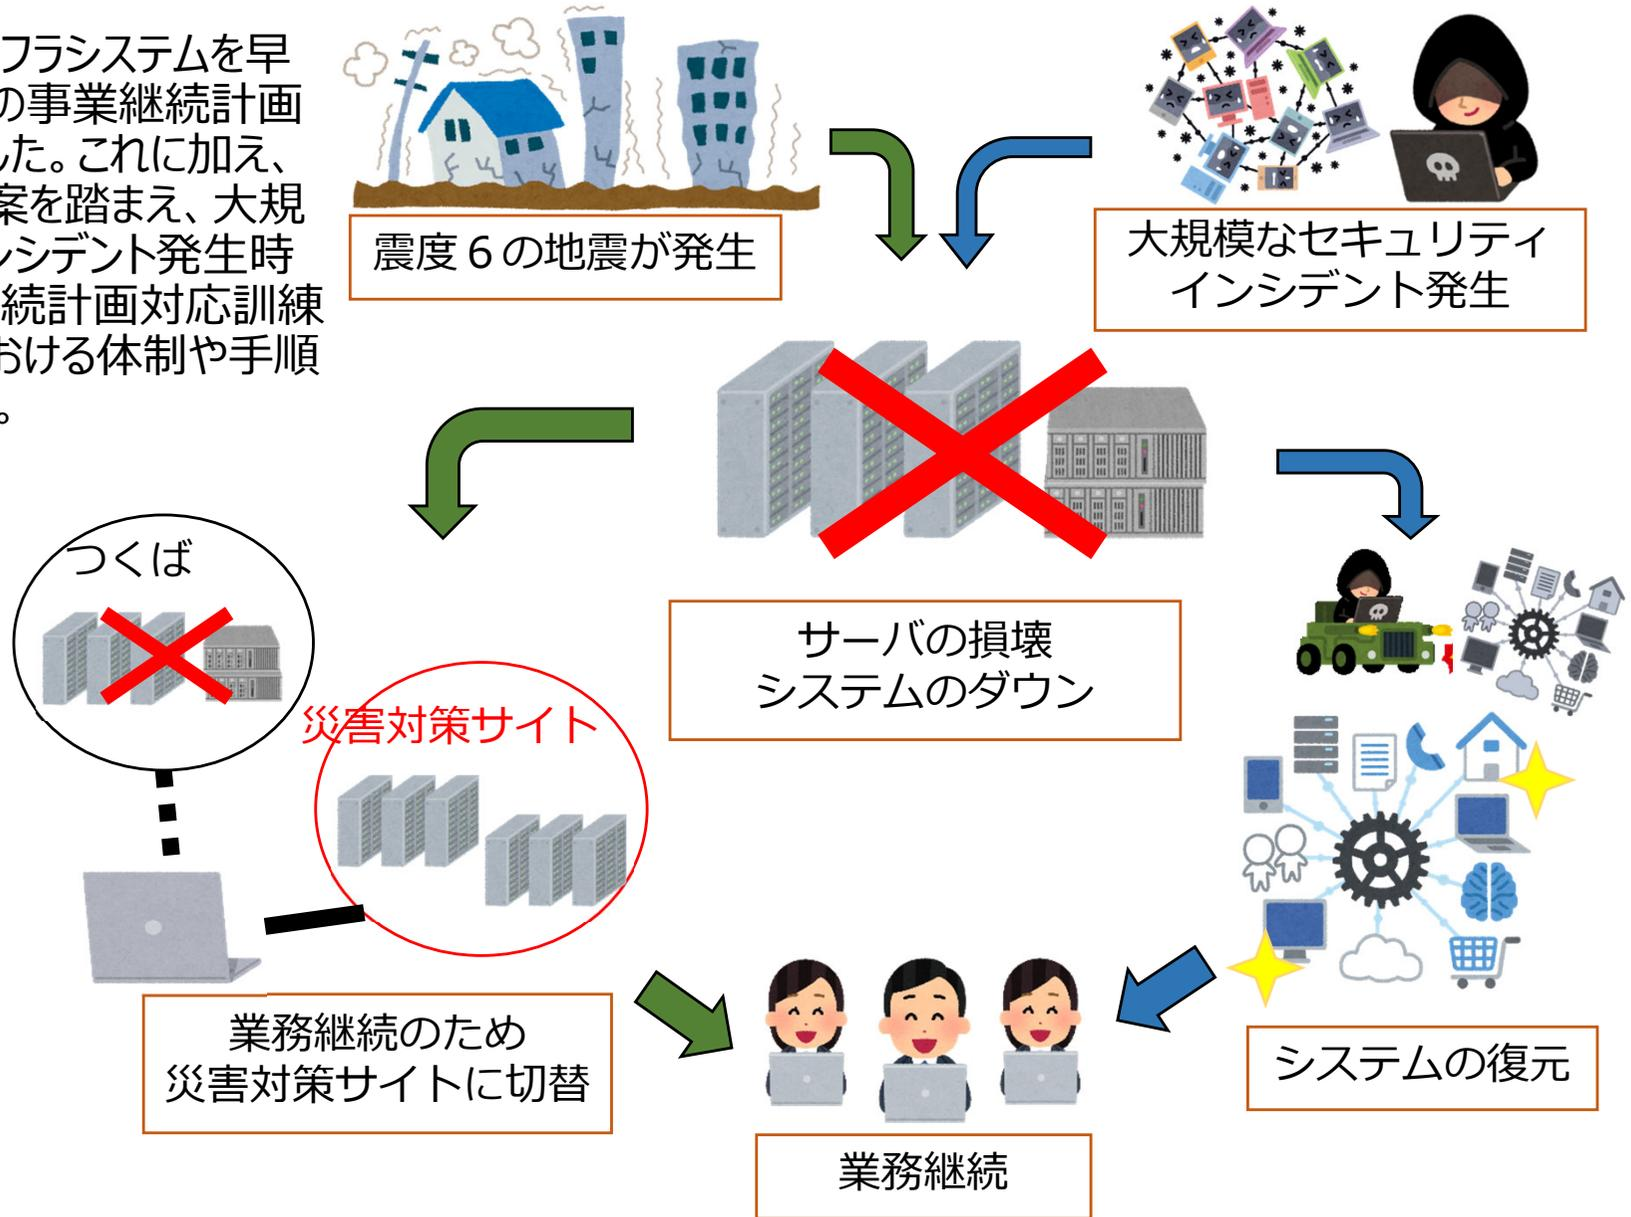 フラシステムを早
の事業継続計画
した。これに加え、
案を踏まえ、大規
ンシデント発生時
続計画対応訓練
おける体制や手順
。
震度６の地震が発生
大規模なセキュリティ
インシデント発生
サーバの損壊
システムのダウン
つくば
災害対策サイト
業務継続のため
災害対策サイトに切替
システムの復元
業務継続